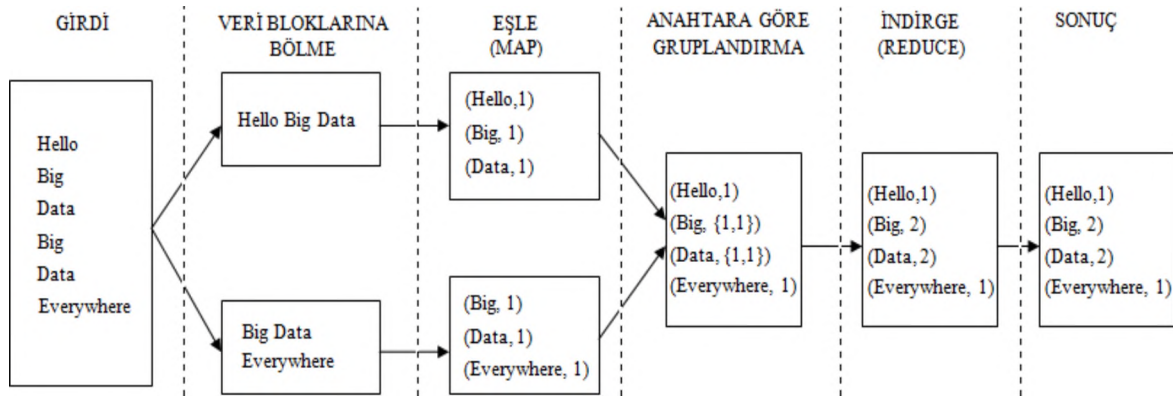 GİRDİ
VERİ BLOKLARINA
BÖLME
EŞLE
(MAP)
ANAHTARA GÖRE
GRUPLANDIRMA
İNDİRGE
(REDUCE)
SONUÇ
Hello
Big
Data
Big
Data
Everywhere
Hello Big Data
Big Data
Everywhere
(Hello,1)
(Big, 1)
(Data, 1)
(Big, 1)
(Data, 1)
(Everywhere, 1)
(Hello,1)
(Big, {1,1})
(Data, {1,1})
(Everywhere, 1)
(Hello,1)
(Big, 2)
(Data, 2)
(Everywhere, 1)
(Hello,1)
(Big, 2)
(Data, 2)
(Everywhere, 1)